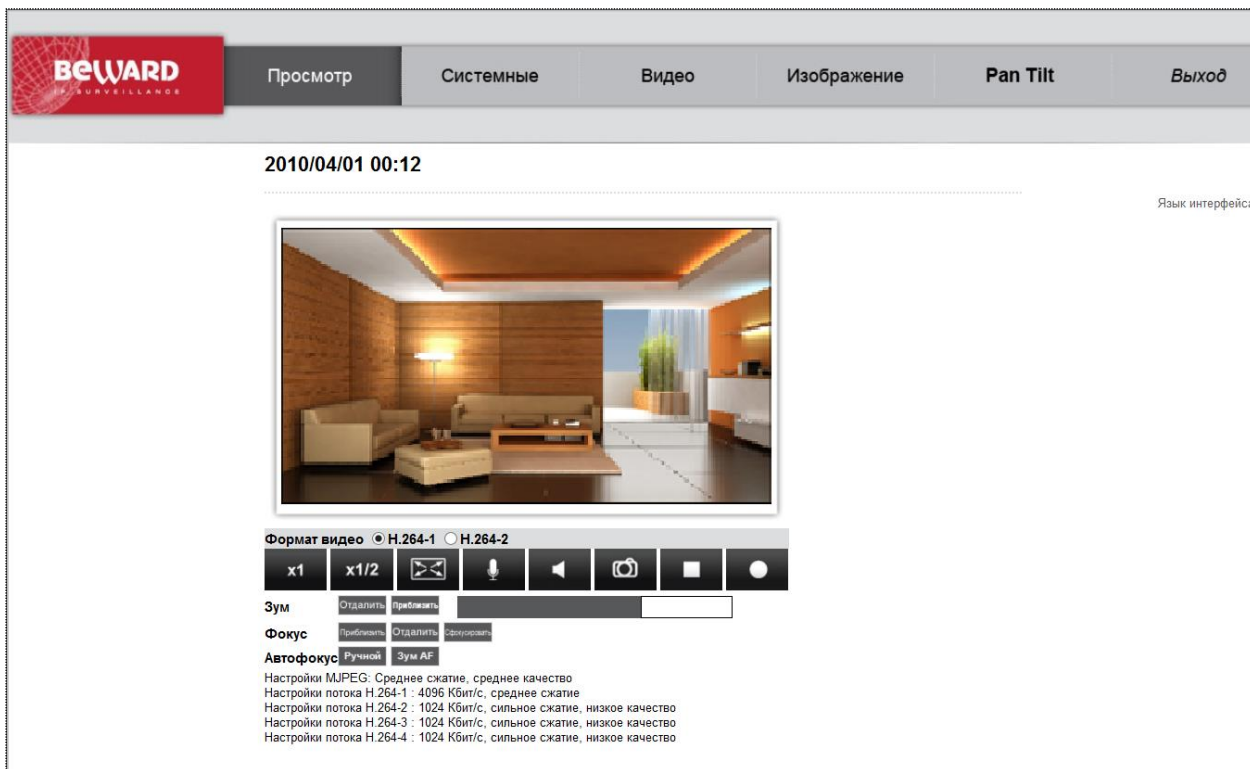 BEWARD
IP SURVEILLANCE
Просмотр
Системные
Видео
Изображение
Pan Tilt
Выход
2010/04/01 00:12
Язык интерфейса
Формат видео H.264-1 H.264-2
x1 x1/2
Зум Отдалить Приблизить
Фокус Приблизить Отдалить Сфокусировать
Автофокус Ручной Зум AF
Настройки MJPEG: Среднее сжатие, среднее качество
Настройки потока H.264-1 : 4096 Кбит/с, среднее сжатие
Настройки потока H.264-2 : 1024 Кбит/с, сильное сжатие, низкое качество
Настройки потока H.264-3 : 1024 Кбит/с, сильное сжатие, низкое качество
Настройки потока H.264-4 : 1024 Кбит/с, сильное сжатие, низкое качество